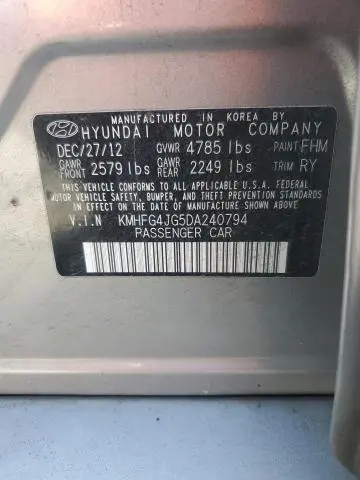 MANUFACTURED IN KOREA BY
HYUNDAI MOTOR COMPANY
DEC/27/12 GVWR 4785 lbs PAINT FHM
GAWR FRONT 2579 lbs GAWR REAR 2249 lbs TRIM RY
THIS VEHICLE CONFORMS TO ALL APPLICABLE U.S.A. FEDERAL
MOTOR VEHICLE SAFETY, BUMPER, AND THEFT PREVENTION STANDARDS
IN EFFECT ON THE DATE OF MANUFACTURE SHOWN ABOVE.
V.I.N KMHFG4JG5DA240794
PASSENGER CAR